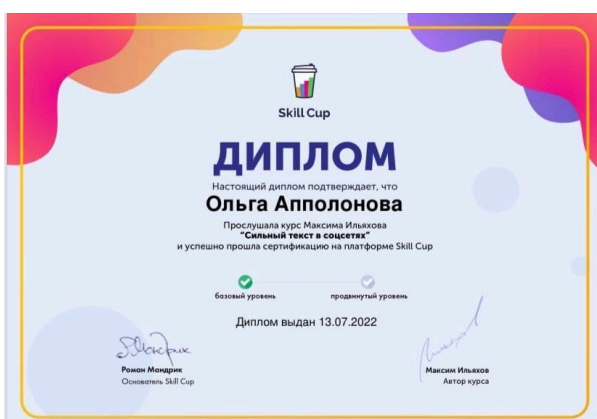 Skill Cup
ДИПЛОМ
Настоящий диплом подтверждает, что
Ольга Апполонова
Прослушала курс Максима Ильяхова
"Сильный текст в соцсетях"
и успешно прошла сертификацию на платформе Skill Cup
базовый уровень продвинутый уровень
Диплом выдан 13.07.2022
Роман Мандрик
Основатель Skill Cup
Максим Ильяхов
Автор курса